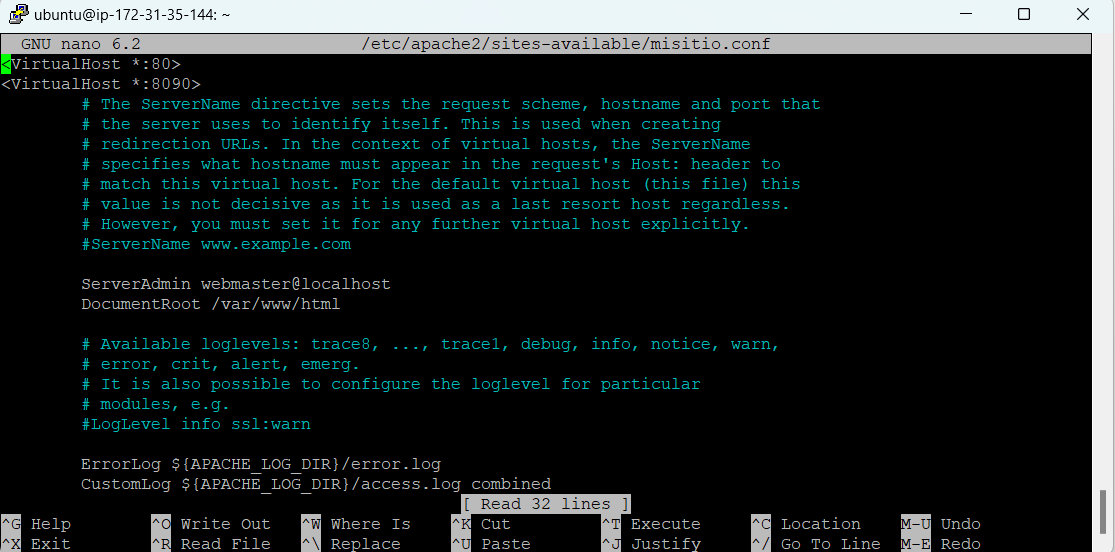 ubuntu@ip-172-31-35-144: ~
GNU nano 6.2 /etc/apache2/sites-available/misitio.conf
<VirtualHost *:80>
<VirtualHost *:8090>
# The ServerName directive sets the request scheme, hostname and port that
# the server uses to identify itself. This is used when creating
# redirection URLs. In the context of virtual hosts, the ServerName
# specifies what hostname must appear in the request's Host: header to
# match this virtual host. For the default virtual host (this file) this
# value is not decisive as it is used as a last resort host regardless.
# However, you must set it for any further virtual host explicitly.
#ServerName www.example.com
ServerAdmin webmaster@localhost
DocumentRoot /var/www/html
# Available loglevels: trace8, ..., trace1, debug, info, notice, warn,
# error, crit, alert, emerg.
# It is also possible to configure the loglevel for particular
# modules, e.g.
#LogLevel info ssl:warn
ErrorLog ${APACHE_LOG_DIR}/error.log
CustomLog ${APACHE_LOG_DIR}/access.log combined
[ Read 32 lines ]
^G Help ^O Write Out ^W Where Is ^K Cut ^T Execute ^C Location M-U Undo
^X Exit ^R Read File ^\ Replace ^U Paste ^J Justify ^/ Go To Line M-E Redo